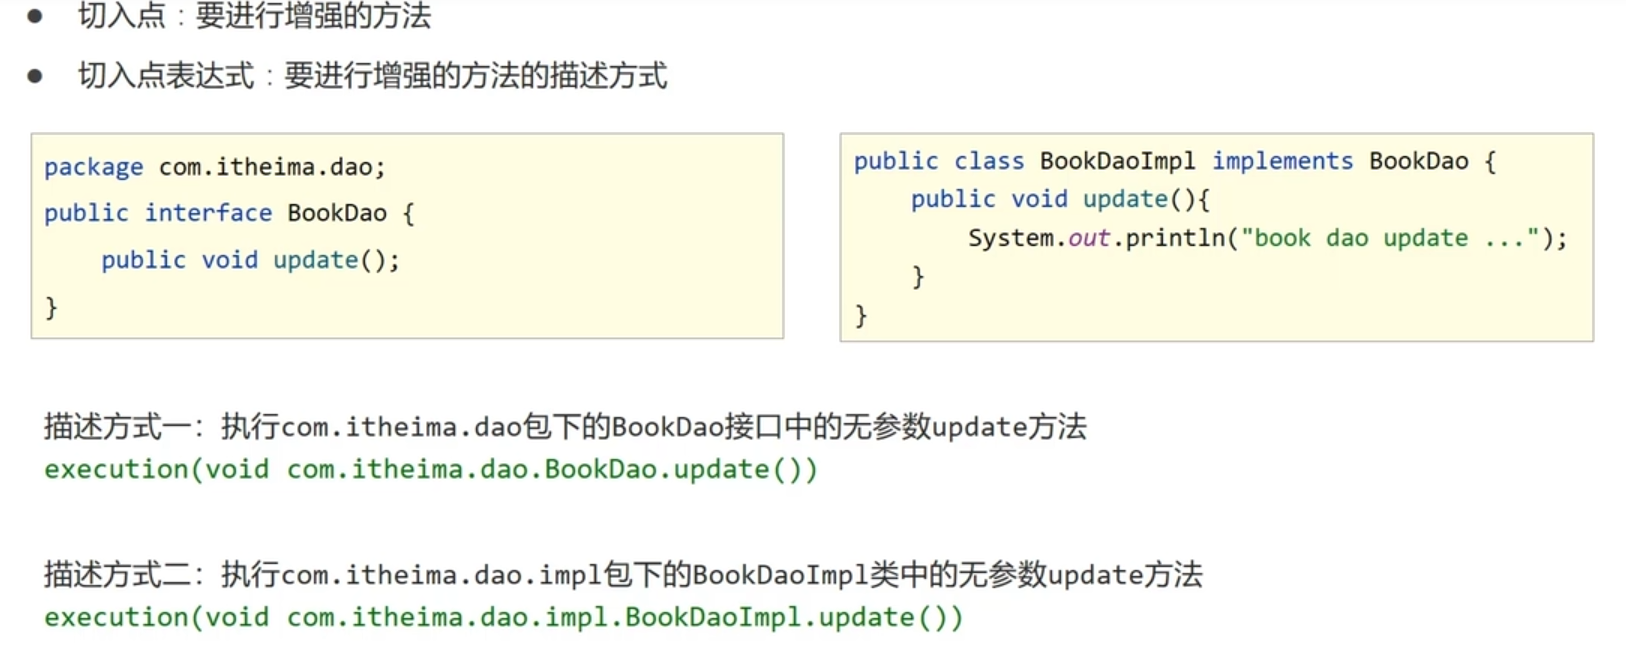 ● 切入点：要进行增强的方法
● 切入点表达式：要进行增强的方法的描述方式
package com.itheima.dao;
public interface BookDao {
    public void update();
}
public class BookDaoImpl implements BookDao {
    public void update(){
        System.out.println("book dao update ...");
    }
}
描述方式一：执行com.itheima.dao包下的BookDao接口中的无参数update方法
execution(void com.itheima.dao.BookDao.update())
描述方式二：执行com.itheima.dao.impl包下的BookDaoImpl类中的无参数update方法
execution(void com.itheima.dao.impl.BookDaoImpl.update())